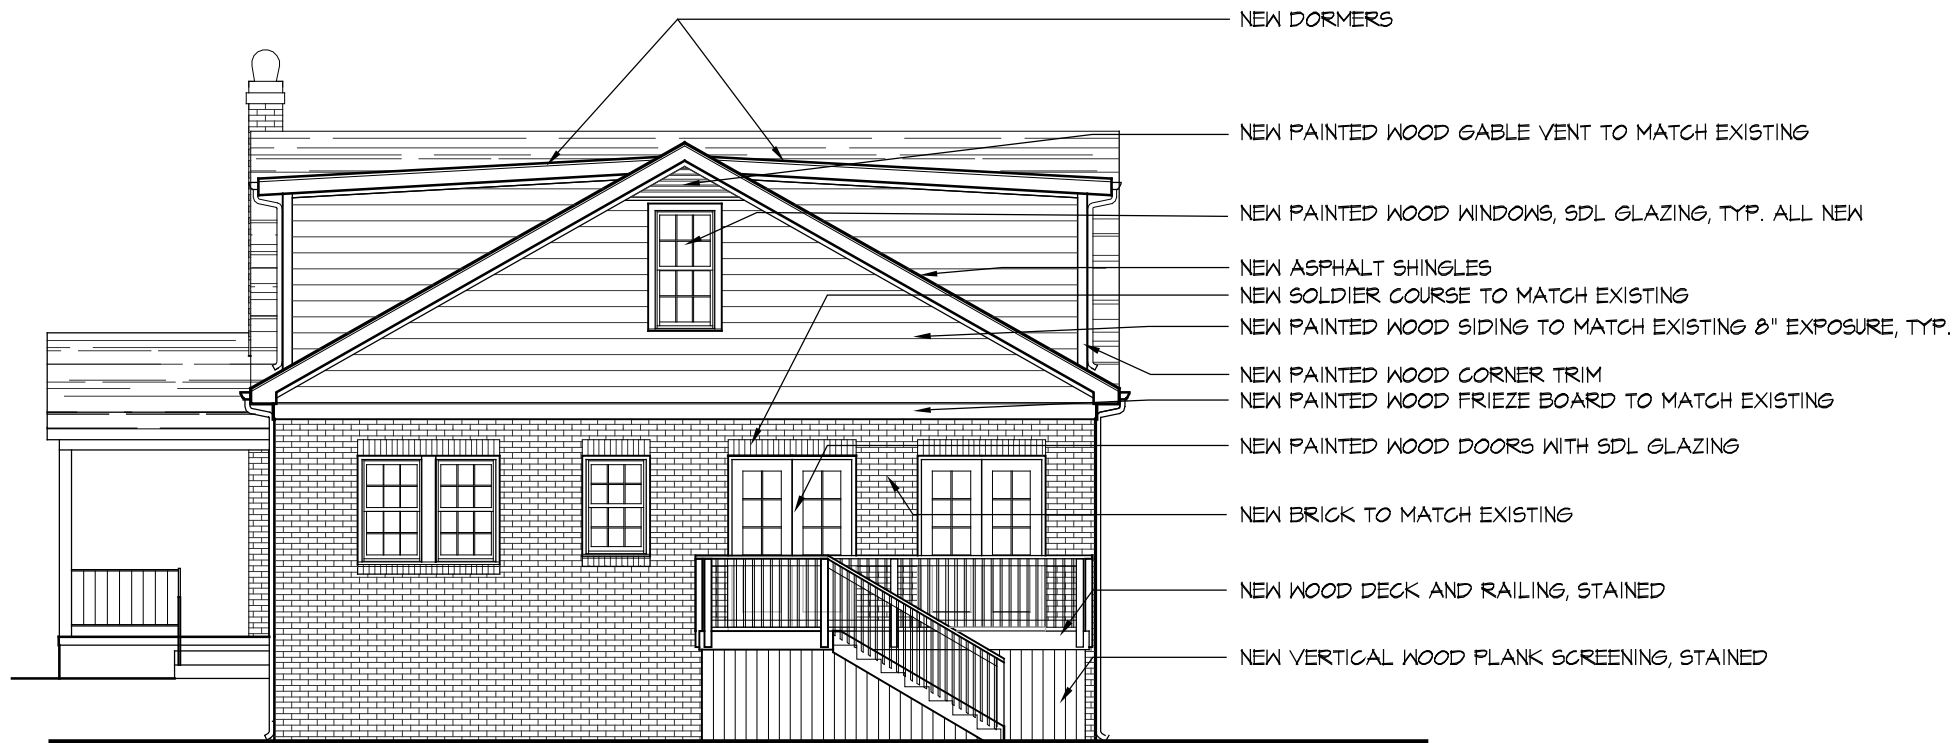 NEW DORMERS
NEW PAINTED WOOD GABLE VENT TO MATCH EXISTING
NEW PAINTED WOOD WINDOWS, SDL GLAZING, TYP. ALL NEW
NEW ASPHALT SHINGLES
NEW SOLDIER COURSE TO MATCH EXISTING
NEW PAINTED WOOD SIDING TO MATCH EXISTING 8" EXPOSURE, TYP.
NEW PAINTED WOOD CORNER TRIM
NEW PAINTED WOOD FRIEZE BOARD TO MATCH EXISTING
NEW PAINTED WOOD DOORS WITH SDL GLAZING
NEW BRICK TO MATCH EXISTING
NEW WOOD DECK AND RAILING, STAINED
NEW VERTICAL WOOD PLANK SCREENING, STAINED